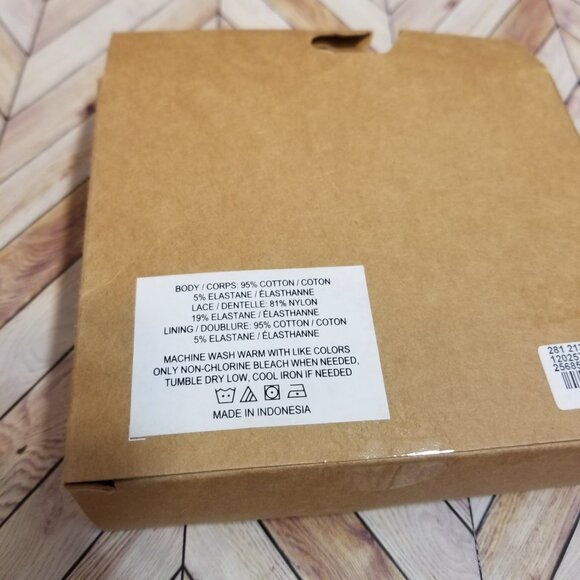 BODY / CORPS: 95% COTTON / COTON
5% ELASTANE / ÉLASTHANNE
LACE / DENTELLE: 81% NYLON
19% ELASTANE / ÉLASTHANNE
LINING / DOUBLURE: 95% COTTON / COTON
5% ELASTANE / ÉLASTHANNE
MACHINE WASH WARM WITH LIKE COLORS
ONLY NON-CHLORINE BLEACH WHEN NEEDED,
TUMBLE DRY LOW, COOL IRON IF NEEDED
MADE IN INDONESIA
281